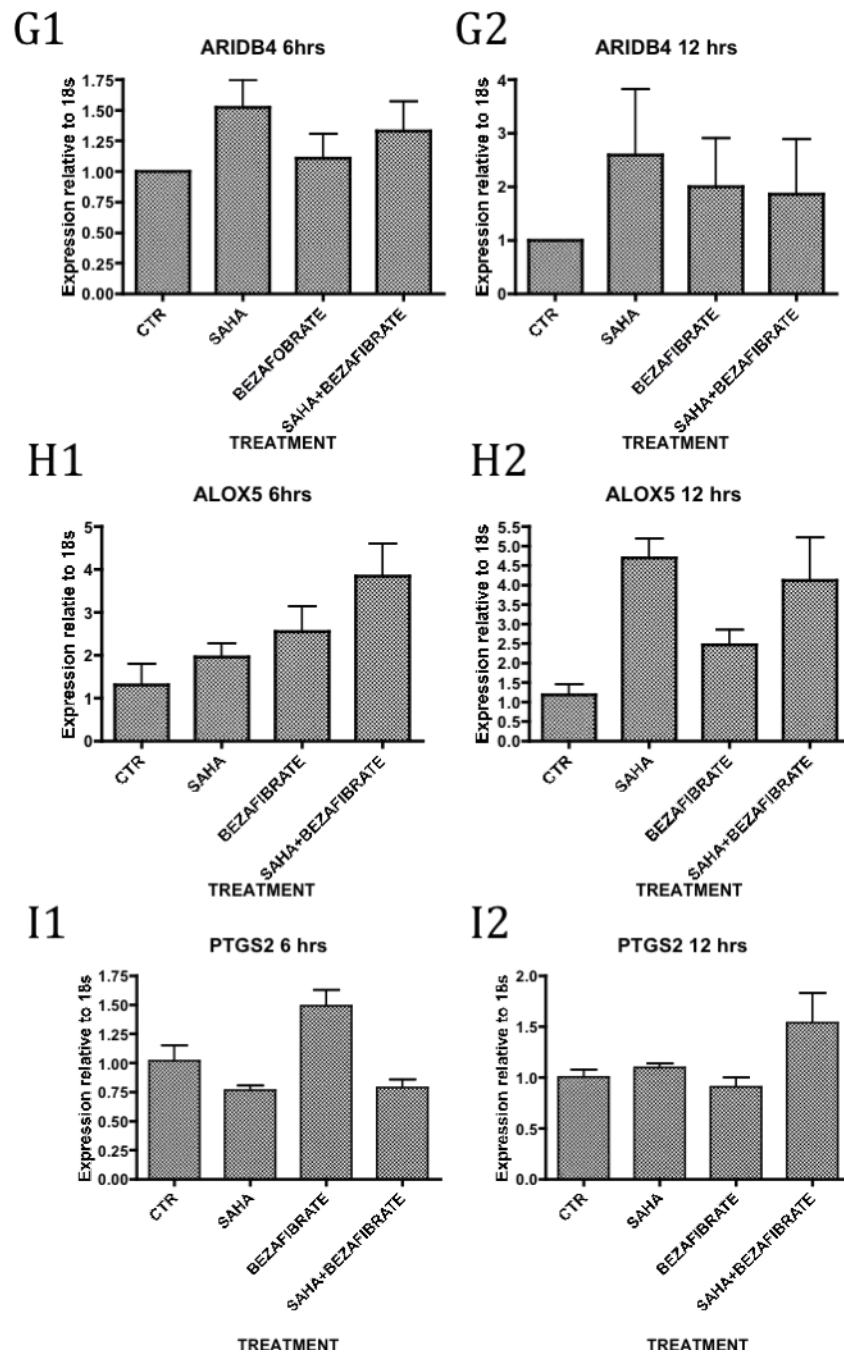 G1
ARIDB4 6hrs
Expression relative to 18s
1.75
1.50
1.25
1.00
0.75
0.50
0.25
0.00
CTR
SAHA
BEZAFOBRATE
SAHA+BEZAFIBRATE
TREATMENT
G2
ARIDB4 12 hrs
Expression relative to 18s
4
3
2
1
0
CTR
SAHA
BEZAFIBRATE
SAHA+BEZAFIBRATE
TREATMENT
H1
ALOX5 6hrs
Expression relatie to 18s
5
4
3
2
1
0
CTR
SAHA
BEZAFIBRATE
SAHA+BEZAFIBRATE
TREATMENT
H2
ALOX5 12 hrs
Expression relative to 18s
5.5
5.0
4.5
4.0
3.5
3.0
2.5
2.0
1.5
1.0
0.5
0.0
CTR
SAHA
BEZAFIBRATE
SAHA+BEZAFIBRATE
TREATMENT
I1
PTGS2 6 hrs
Expression relative to 18s
1.75
1.50
1.25
1.00
0.75
0.50
0.25
0.00
CTR
SAHA
BEZAFIBRATE
SAHA+BEZAFIBRATE
TREATMENT
I2
PTGS2 12 hrs
Expression relative to 18s
2.0
1.5
1.0
0.5
0.0
CTR
SAHA
BEZAFIBRATE
SAHA+BEZAFIBRATE
TREATMENT